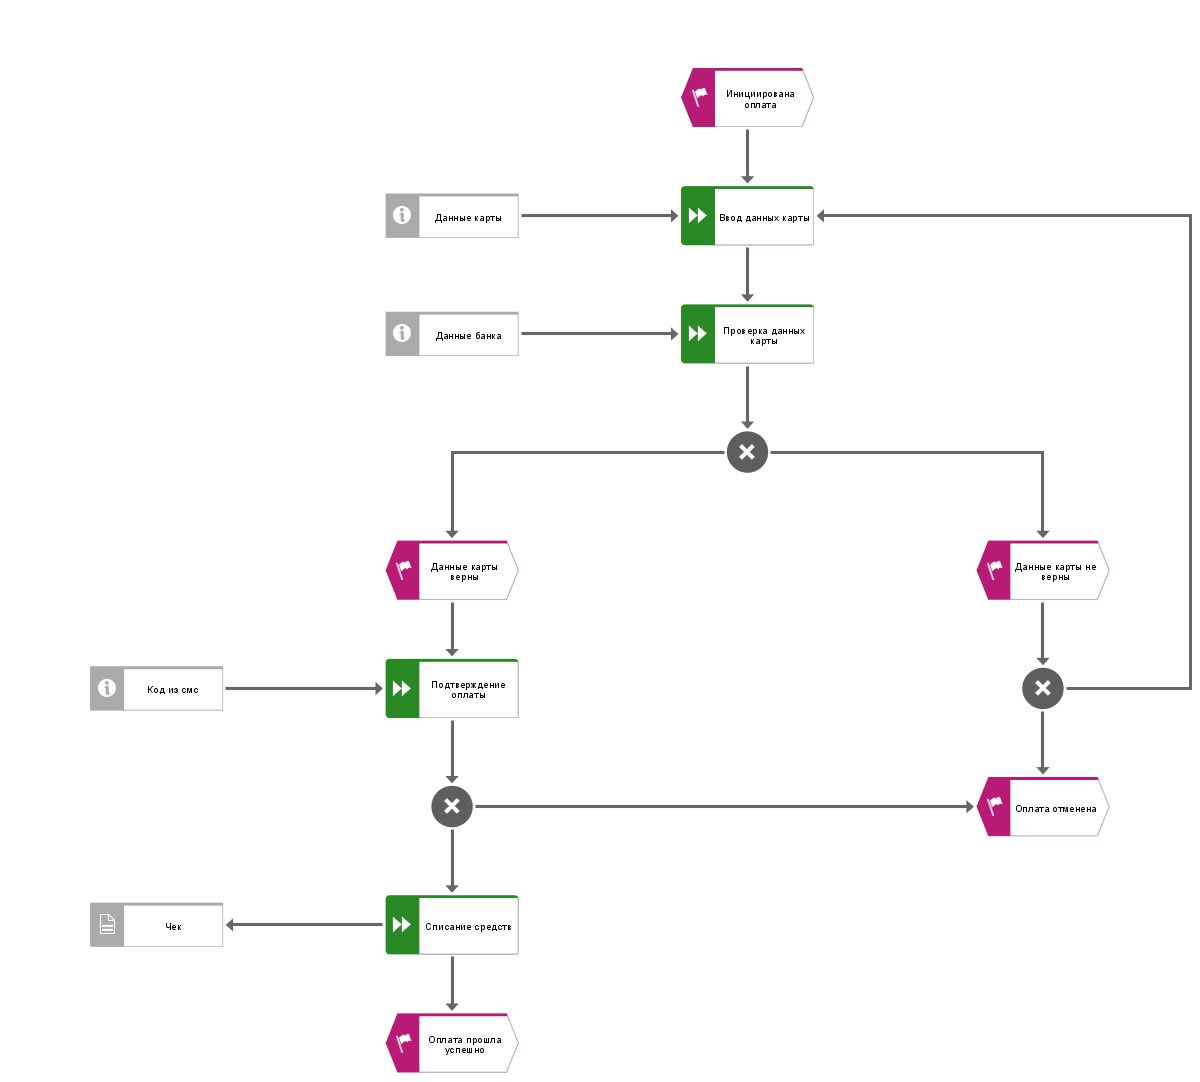 Инициирована
оплата
Данные карты
Ввод данных карты
Данные банка
Проверка данных
карты
Данные карты
верны
Данные карты не
верны
Код из смс
Подтверждение
оплаты
Оплата отменена
Чек
Списание средств
Оплата прошла
успешно